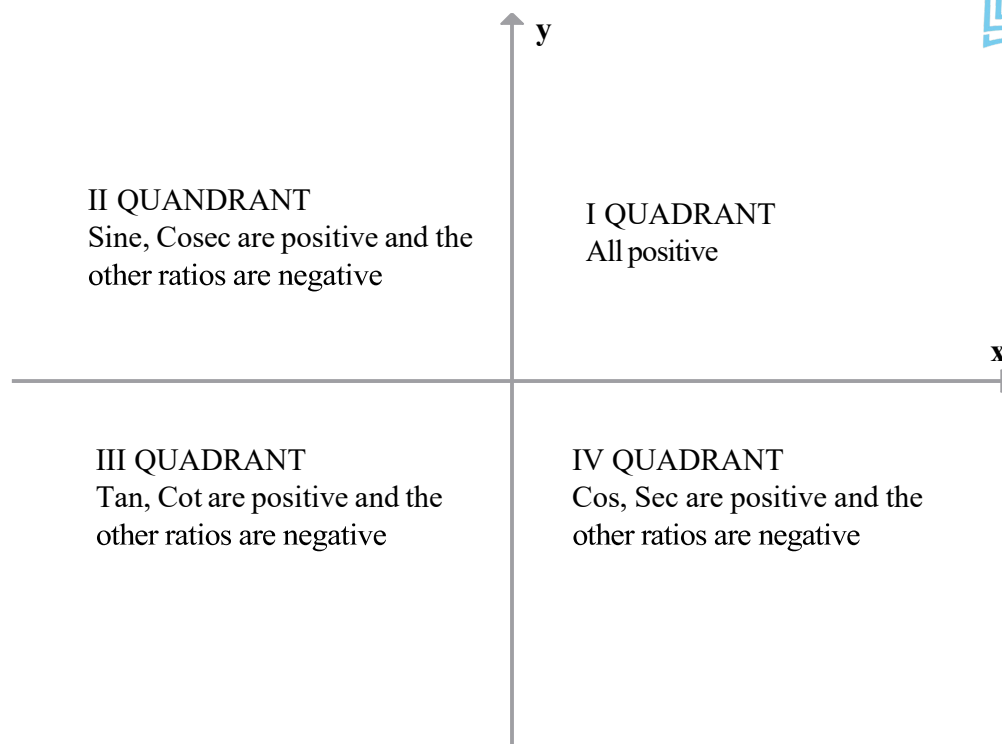 y
II QUANDRANT
Sine, Cosec are positive and the
other ratios are negative
I QUADRANT
All positive
x
III QUADRANT
Tan, Cot are positive and the
other ratios are negative
IV QUADRANT
Cos, Sec are positive and the
other ratios are negative